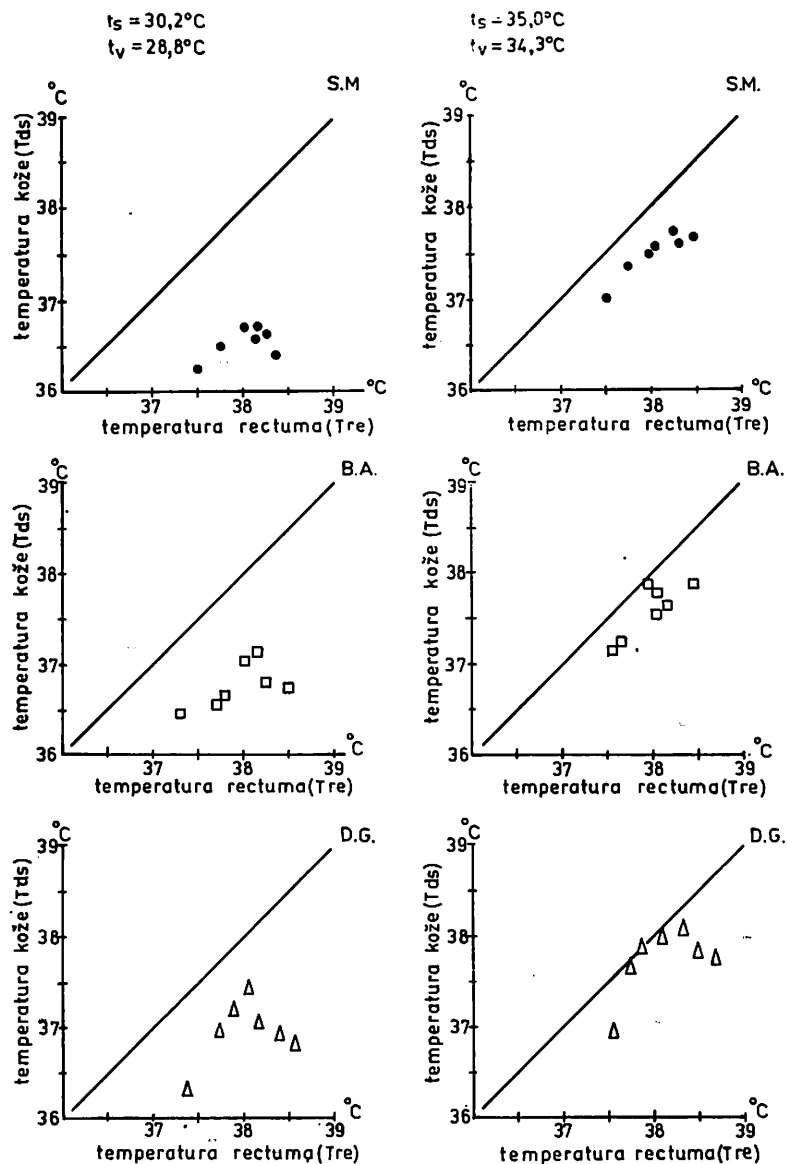 ts = 30,2°C
tv = 28,8°C
ts = 35,0°C
tv = 34,3°C
°C
S.M
39
38
37
36
temperatura kože (Tds)
37 38 39
°C
temperatura rectuma (Tre)
°C
S.M.
39
38
37
36
temperatura kože (Tds)
37 38 39
°C
temperatura rectuma (Tre)
°C
B.A.
39
38
37
36
temperatura kože (Tds)
37 38 39
°C
temperatura rectuma (Tre)
°C
B.A.
39
38
37
36
temperatura kože (Tds)
37 38 39
°C
temperatura rectuma (Tre)
°C
D.G.
39
38
37
36
temperatura kože (Tds)
37 38 39
°C
temperatura rectuma (Tre)
°C
D.G.
39
38
37
36
temperatura kože (Tds)
37 38 39
°C
temperatura rectuma (Tre)